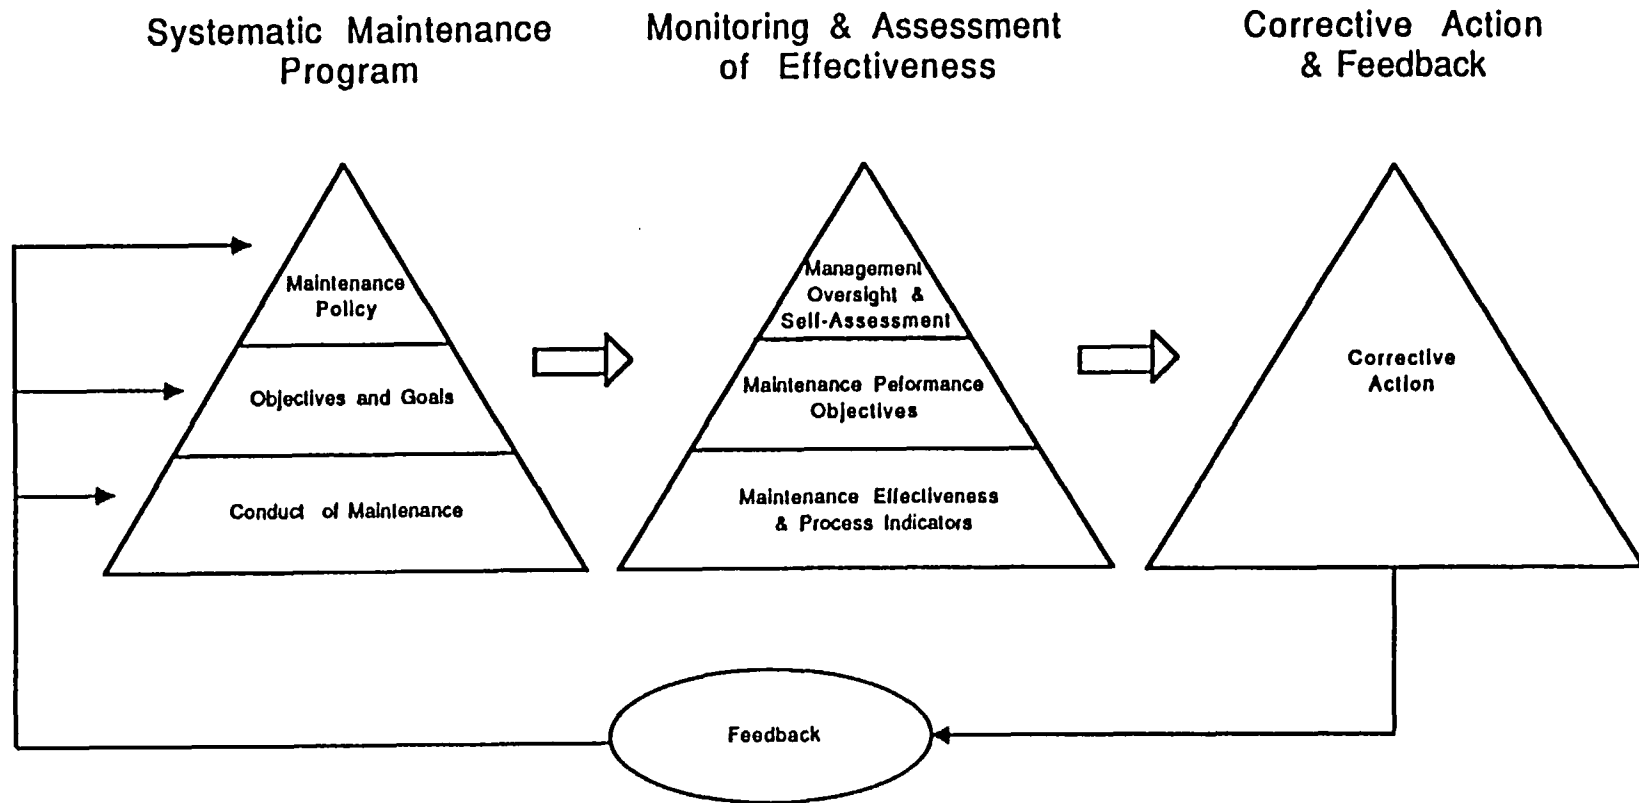 Systematic Maintenance
Program
Monitoring & Assessment
of Effectiveness
Corrective Action
& Feedback
Maintenance
Policy
Objectives and Goals
Conduct of Maintenance
Management
Oversight &
Self-Assessment
Maintenance Peformance
Objectives
Maintenance Effectiveness
& Process Indicators
Corrective
Action
Feedback